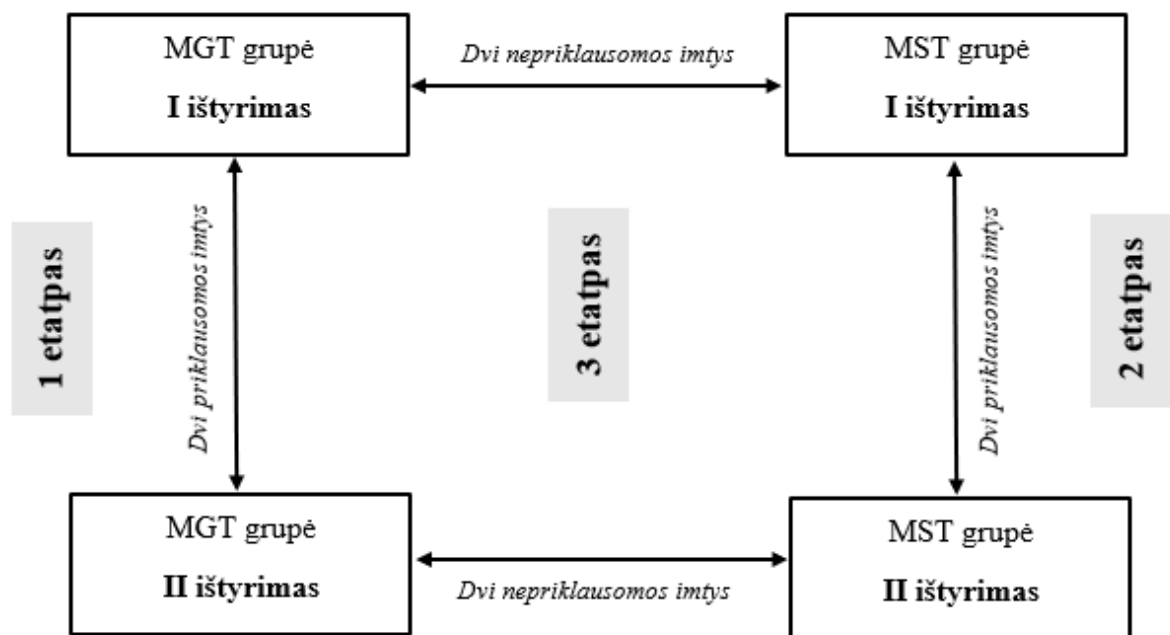 MGT grupė
I ištyrimas
Dvi nepriklausomos imtys
MST grupė
I ištyrimas
1 etatpas
Dvi priklausomos imtys
3 etatpas
Dvi priklausomos imtys
2 etatpas
MGT grupė
II ištyrimas
Dvi nepriklausomos imtys
MST grupė
II ištyrimas